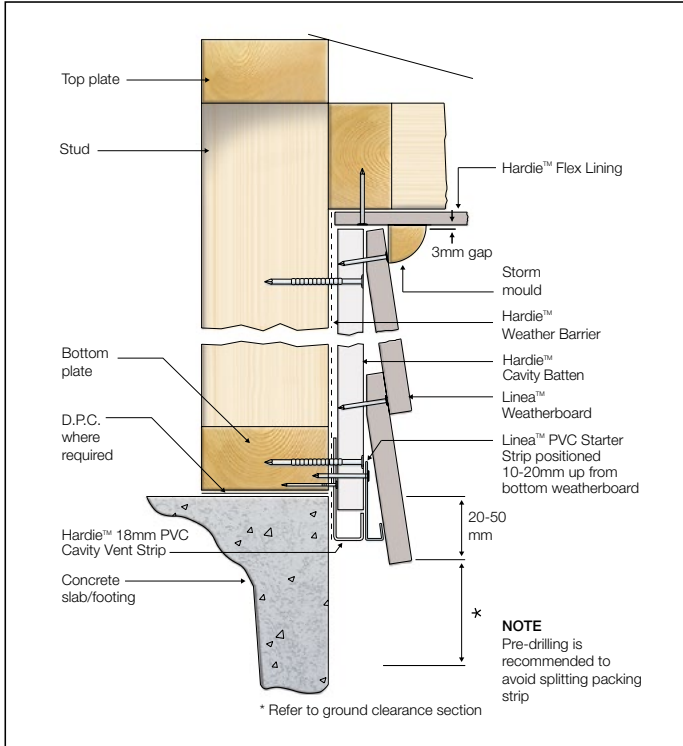 Top plate
Stud
Hardie™ Flex Lining
3mm gap
Storm
mould
Hardie™
Weather Barrier
Bottom
plate
Hardie™
Cavity Batten
Linea™
Weatherboard
D.P.C.
where
required
Linea™ PVC Starter
Strip positioned
10-20mm up from
bottom weatherboard
20-50
mm
Hardie™ 18mm PVC
Cavity Vent Strip
Concrete
slab/footing
*
NOTE
Pre-drilling is
recommended to
avoid splitting packing
strip
* Refer to ground clearance section